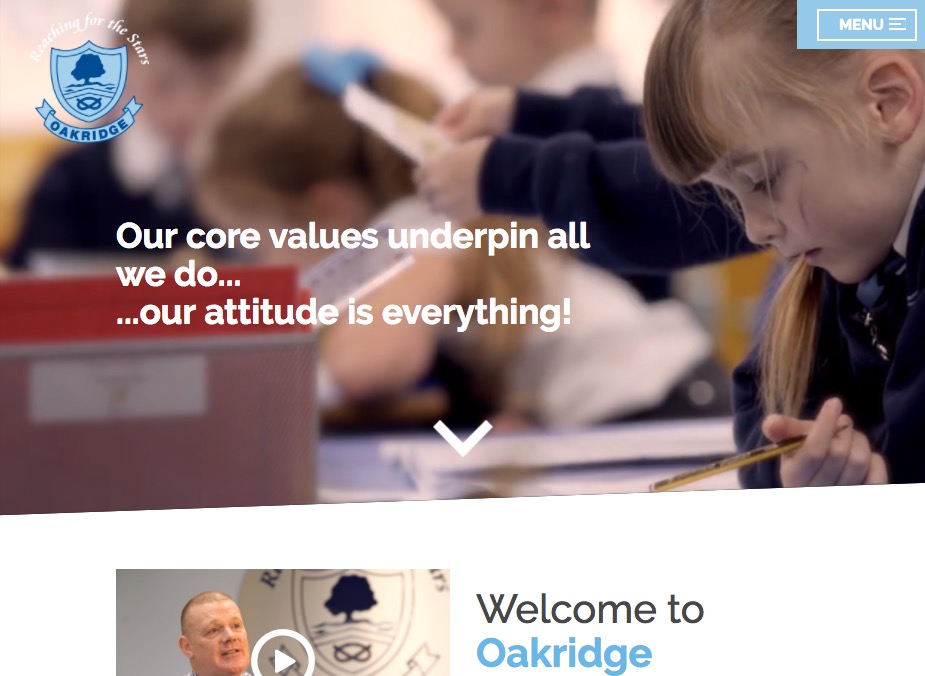 Reaching for the Stars
OAKRIDGE
MENU
Our core values underpin all
we do...
...our attitude is everything!
Welcome to
Oakridge